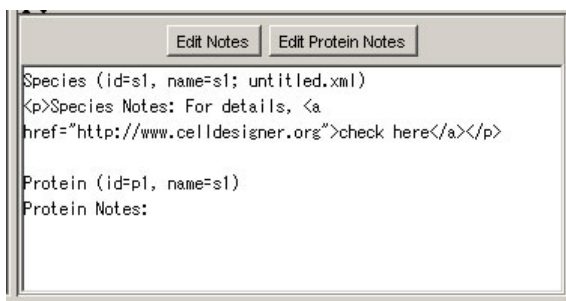 Edit Notes Edit Protein Notes
Species (id=s1, name=s1; untitled.xml)
<p>Species Notes: For details, <a
href="http://www.celldesigner.org">check here</a></p>
Protein (id=p1, name=s1)
Protein Notes: